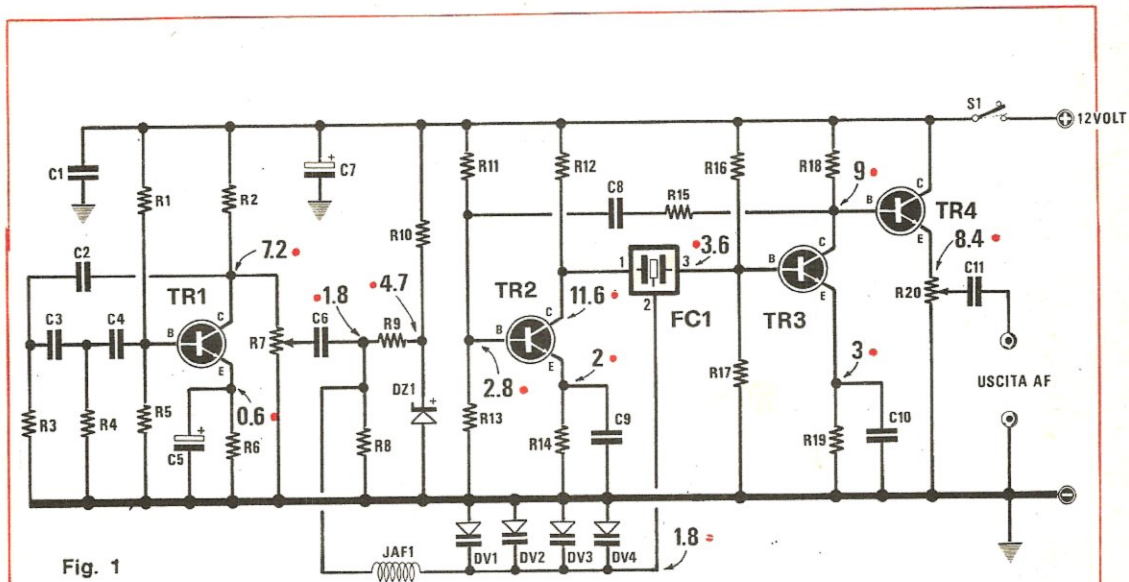 S1
12VOLT
C1
R1
R2
C7
R11
R12
R16
R18
C8
R15
9
B
C
TR4
E
8.4
C2
7.2
R10
TR1
C3
C4
B
C
E
R7
C6
1.8
R9
4.7
TR2
B
C
E
11.6
1
3
2
3.6
FC1
B
C
E
TR3
R20
C11
DZ1
2.8
2
R17
3
USCITA AF
R3
R4
R5
0.6
C5
R6
R8
R13
R14
C9
R19
C10
Fig. 1
JAF1
DV1
DV2
DV3
DV4
1.8